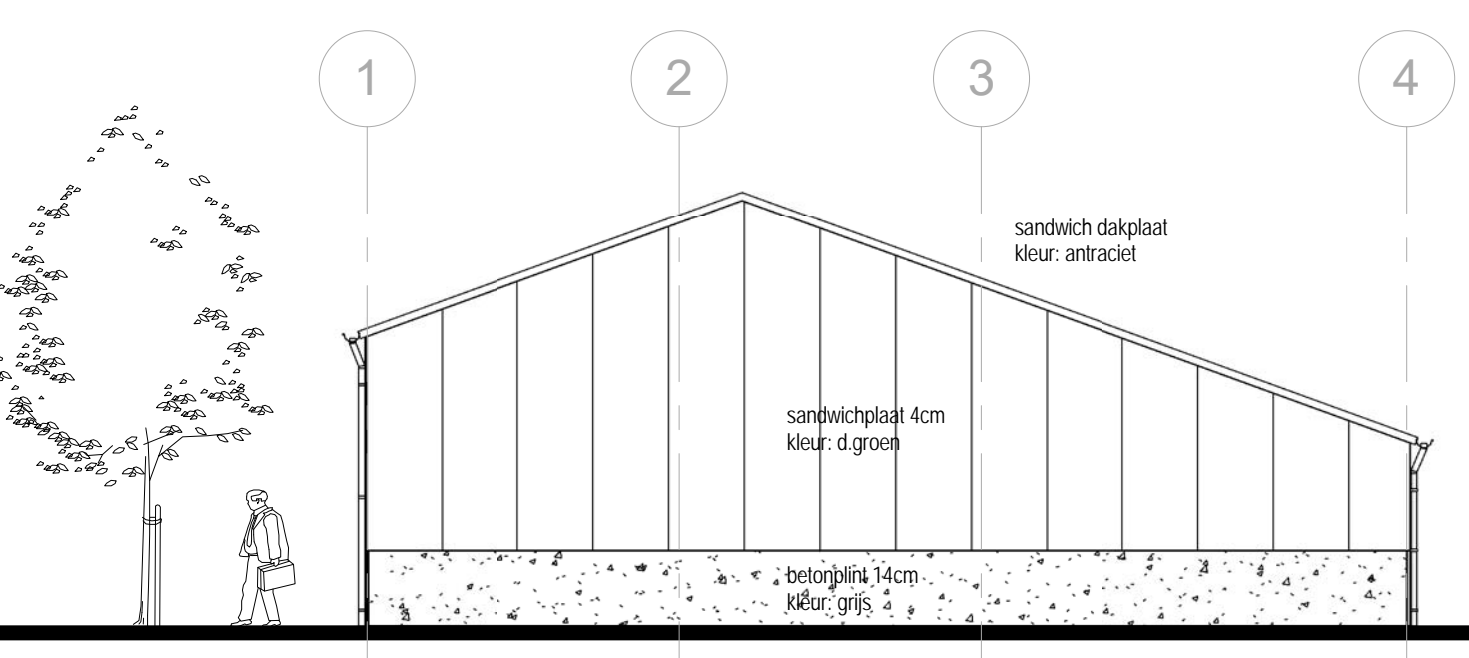 1
2
3
4
sandwich dakplaat
kleur: antraciet
sandwichplaat 4cm
kleur: d.groen
betonplint 14cm
kleur: grijs